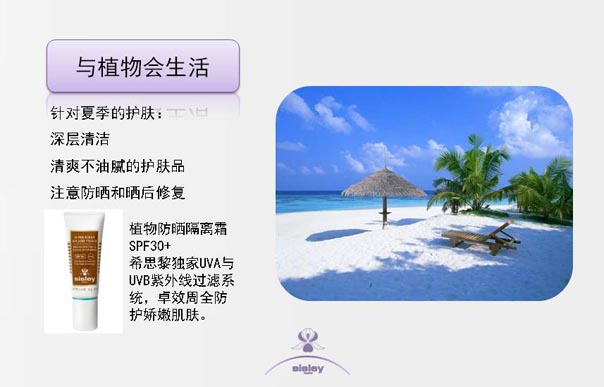 与植物会生活
针对夏季的护肤：
深层清洁
清爽不油腻的护肤品
注意防晒和晒后修复
植物防晒隔离霜
SPF30+
希思黎独家UVA与
UVB紫外线过滤系
统，卓效周全防
护娇嫩肌肤。
sisley
sisley